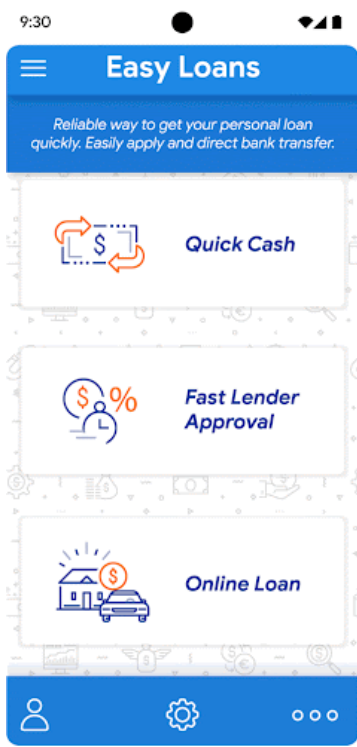 9:30
Easy Loans
Reliable way to get your personal loan
quickly. Easily apply and direct bank transfer.
$
Quick Cash
$ %
Fast Lender
Approval
$
Online Loan